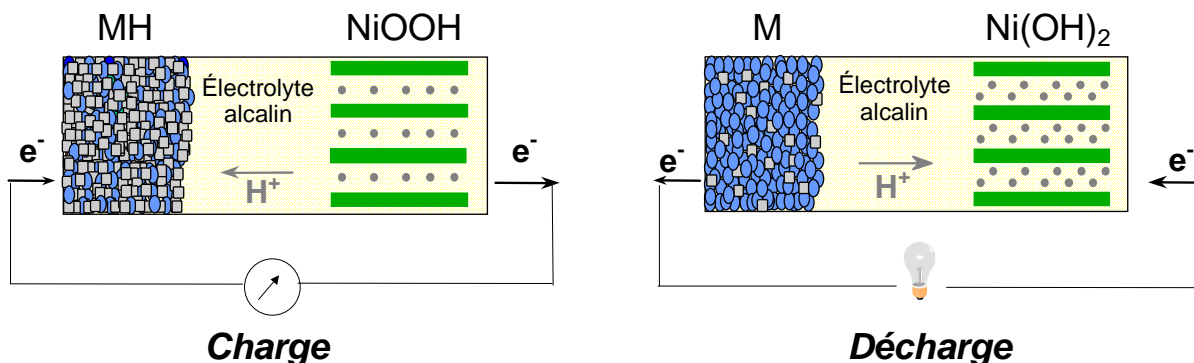 MH NiOOH
Électrolyte
alcalin
e⁻ e⁻
H⁺
Charge
M Ni(OH)₂
Électrolyte
alcalin
e⁻ e⁻
H⁺
Décharge